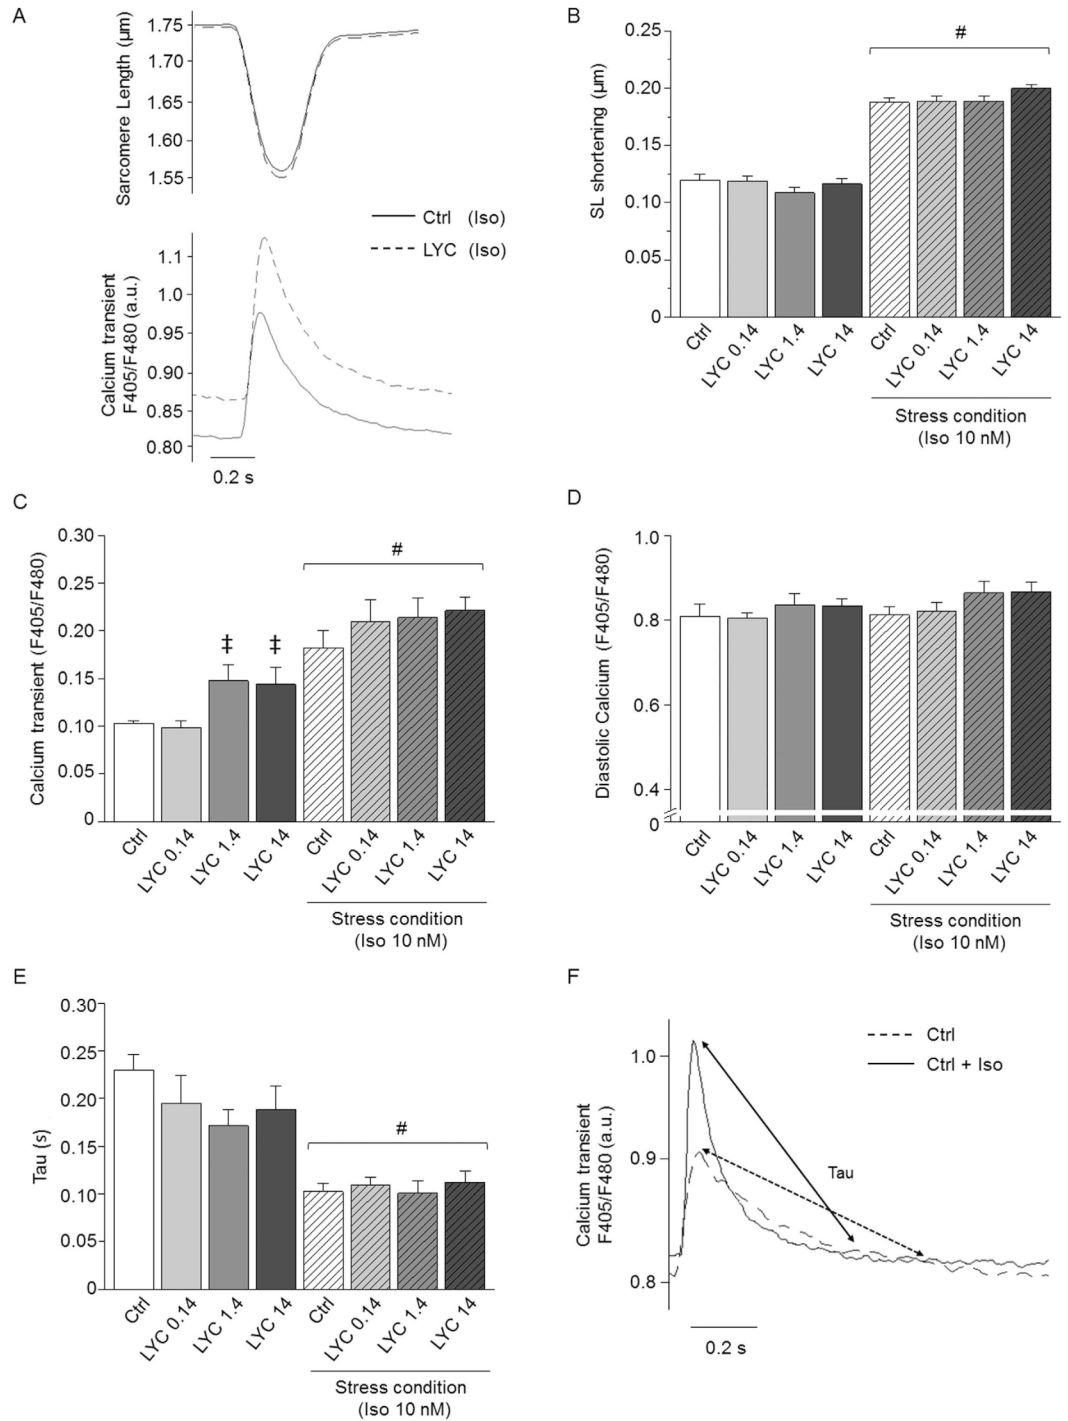 A
1.75
1.70
1.65
1.60
1.55
Sarcomere Length (μm)
Ctrl (Iso)
LYC (Iso)
1.1
1.0
0.95
0.90
0.85
0.80
Calcium transient
F405/F480 (a.u.)
0.2 s
B
0.25
0.20
0.15
0.10
0.05
0
SL shortening (μm)
#
Ctrl
LYC 0.14
LYC 1.4
LYC 14
Ctrl
LYC 0.14
LYC 1.4
LYC 14
Stress condition
(Iso 10 nM)
C
0.30
0.25
0.20
0.15
0.10
0.05
0
Calcium transient (F405/F480)
‡
‡
#
Ctrl
LYC 0.14
LYC 1.4
LYC 14
Ctrl
LYC 0.14
LYC 1.4
LYC 14
Stress condition
(Iso 10 nM)
D
1.0
0.8
0.6
0.4
0
Diastolic Calcium (F405/F480)
Ctrl
LYC 0.14
LYC 1.4
LYC 14
Ctrl
LYC 0.14
LYC 1.4
LYC 14
Stress condition
(Iso 10 nM)
E
0.30
0.25
0.20
0.15
0.10
0.05
0
Tau (s)
#
Ctrl
LYC 0.14
LYC 1.4
LYC 14
Ctrl
LYC 0.14
LYC 1.4
LYC 14
Stress condition
(Iso 10 nM)
F
1.0
0.9
0.8
Calcium transient
F405/F480 (a.u.)
Ctrl
Ctrl + Iso
Tau
0.2 s